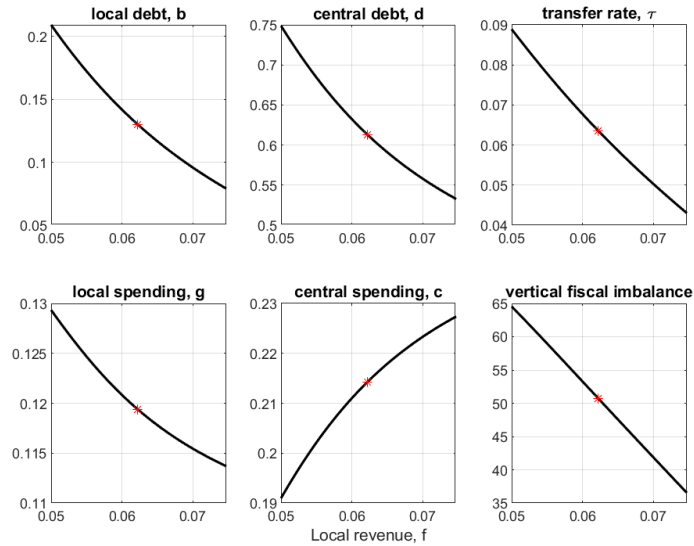 local debt, b
0.2
0.15
0.1
0.05
0.05 0.06 0.07
central debt, d
0.75
0.7
0.65
0.6
0.55
0.5
0.05 0.06 0.07
transfer rate, τ
0.09
0.08
0.07
0.06
0.05
0.04
0.05 0.06 0.07
local spending, g
0.13
0.125
0.12
0.115
0.11
0.05 0.06 0.07
central spending, c
0.23
0.22
0.21
0.2
0.19
0.05 0.06 0.07
Local revenue, f
vertical fiscal imbalance
65
60
55
50
45
40
35
0.05 0.06 0.07